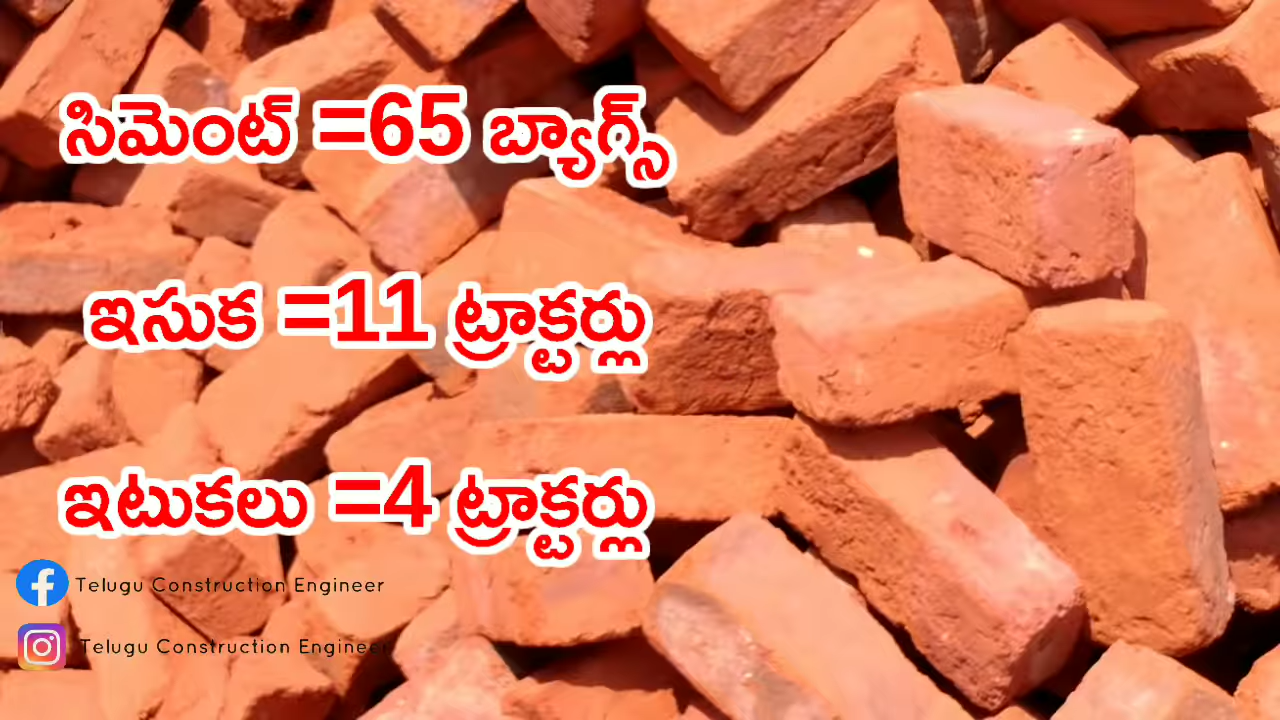 సిమెంట్ =65 బ్యాగ్స్
ఇసుక =11 ట్రాక్టర్లు
ఇటుకలు =4 ట్రాక్టర్లు
Telugu Construction Engineer
Telugu Construction Engineer